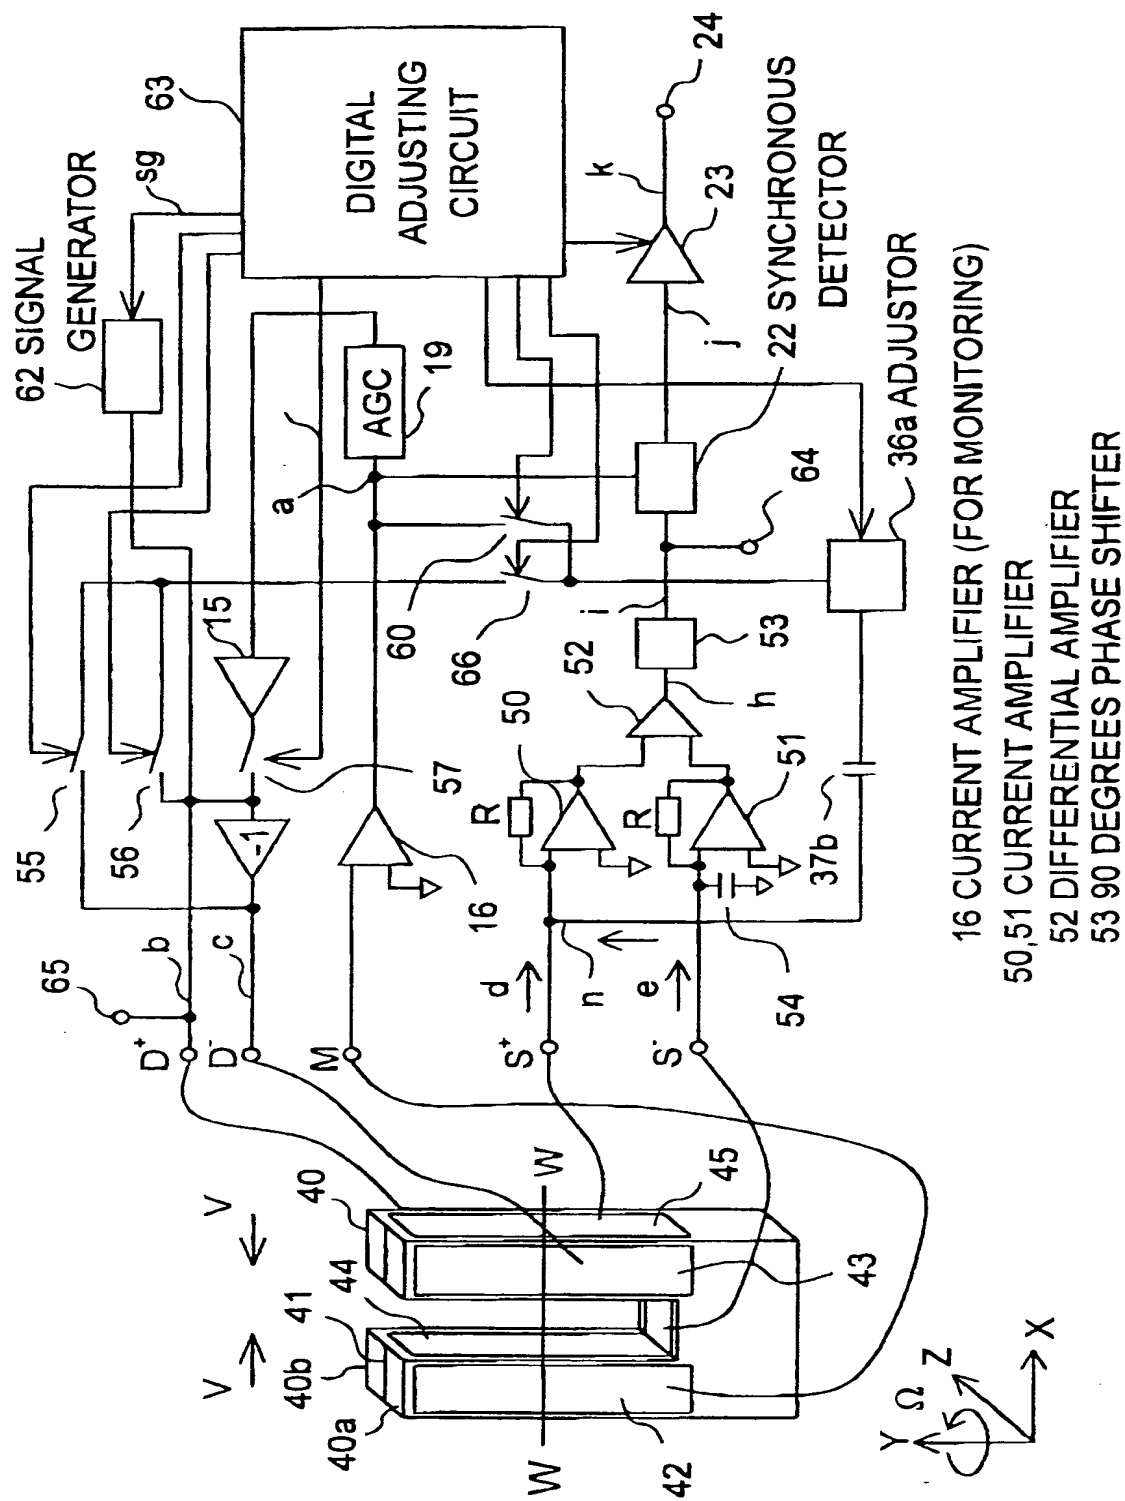 62 SIGNAL
GENERATOR
sg
63
DIGITAL
ADJUSTING
CIRCUIT
24
k
23
22 SYNCHRONOUS
DETECTOR
j
AGC
19
a
36a ADJUSTOR
64
60
66
i
53
52
h
15
50
51
R
R
37b
55
56
57
-1
16
65
b
c
D+
D-
M
S+
S-
d
e
n
54
V
V
40
41
44
40b
40a
W
W
45
43
42
Y
Ω
Z
X
16 CURRENT AMPLIFIER (FOR MONITORING)
50,51 CURRENT AMPLIFIER
52 DIFFERENTIAL AMPLIFIER
53 90 DEGREES PHASE SHIFTER